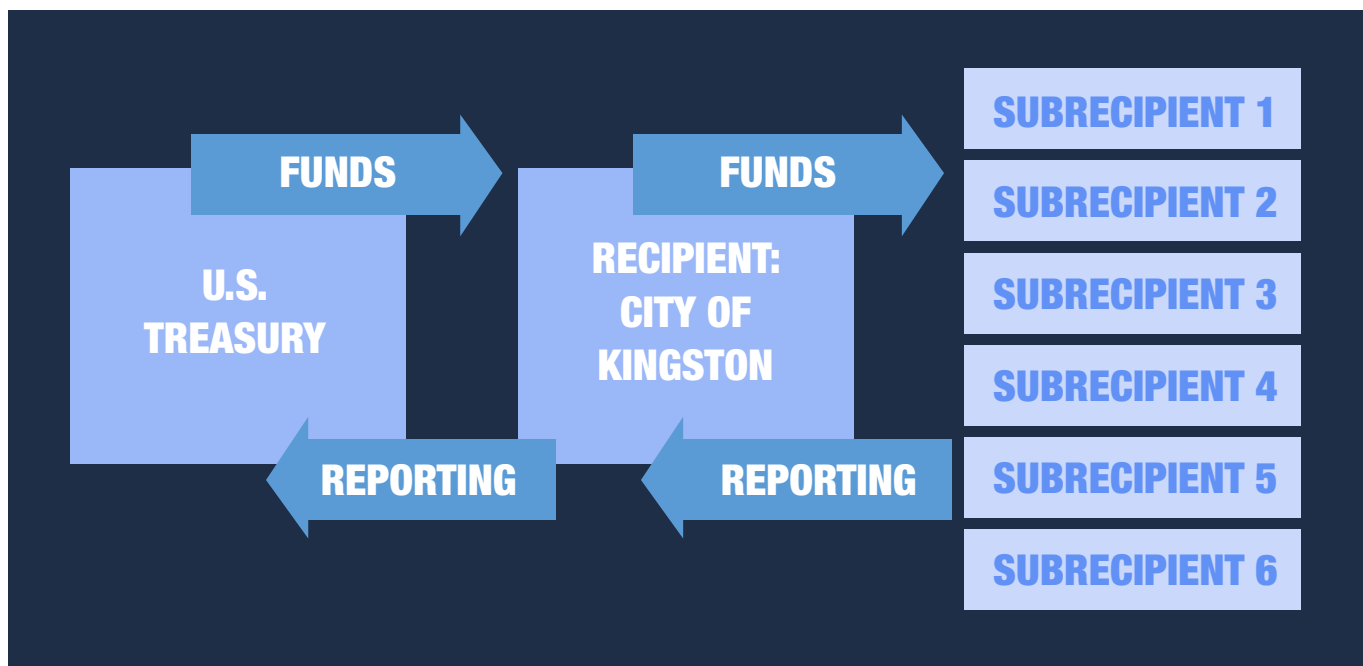 FUNDS
U.S.
TREASURY
REPORTING
FUNDS
RECIPIENT:
CITY OF
KINGSTON
REPORTING
SUBRECIPIENT 1
SUBRECIPIENT 2
SUBRECIPIENT 3
SUBRECIPIENT 4
SUBRECIPIENT 5
SUBRECIPIENT 6